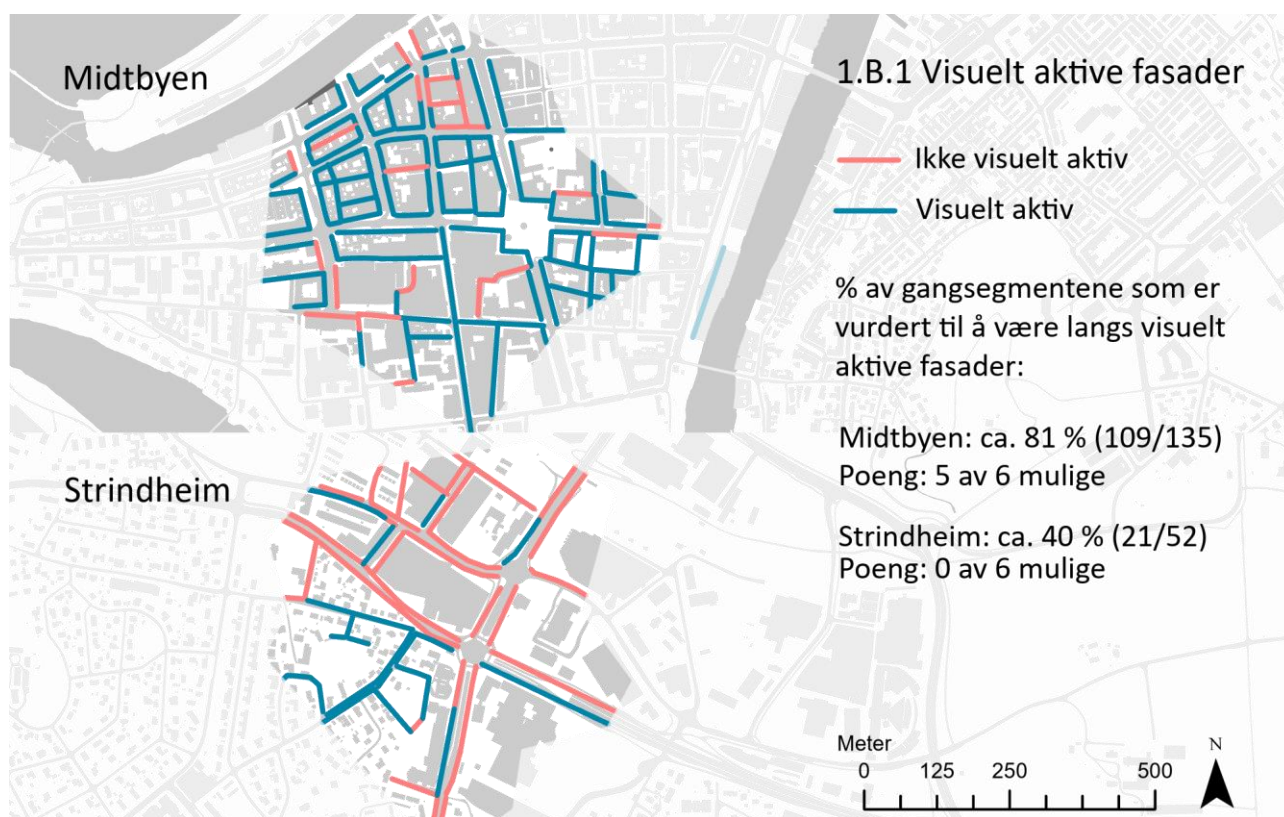 Midtbyen
1.B.1 Visuelt aktive fasader
Ikke visuelt aktiv
Visuelt aktiv
% av gangsegmentene som er
vurdert til å være langs visuelt
aktive fasader:
Midtbyen: ca. 81 % (109/135)
Poeng: 5 av 6 mulige
Strindheim
Strindheim: ca. 40 % (21/52)
Poeng: 0 av 6 mulige
Meter
0 125 250 500
N